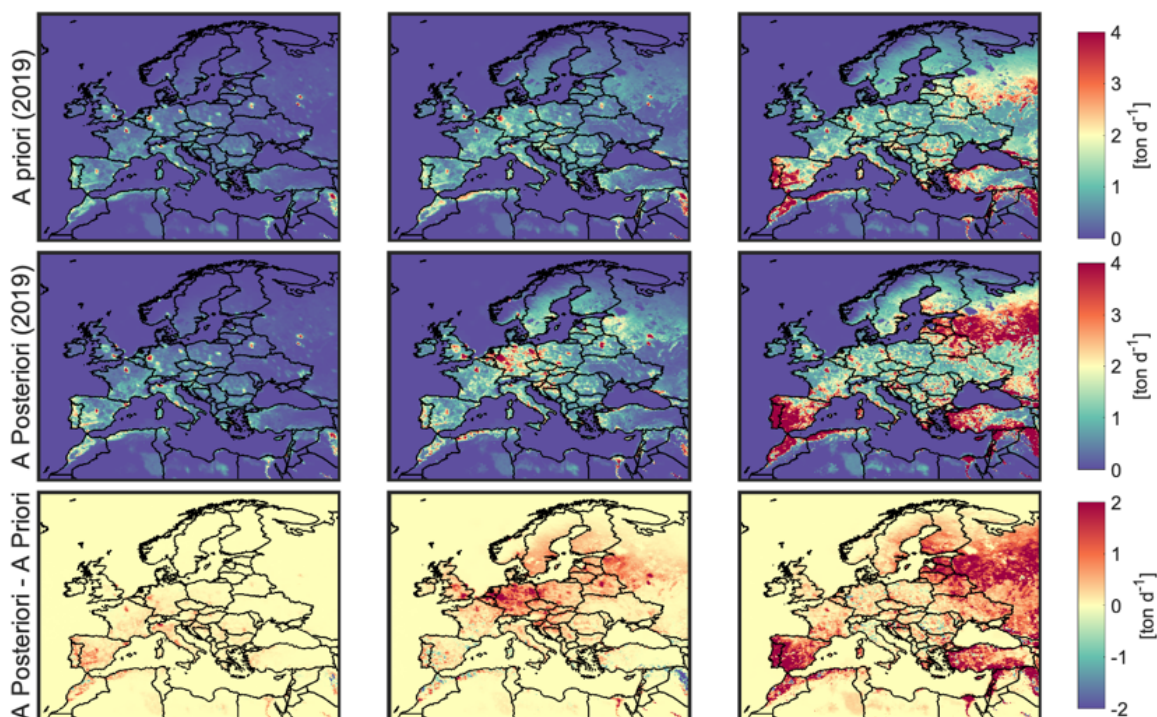 A priori (2019)
4
3
2
1
0
[ton d⁻¹]
A Posteriori (2019)
4
3
2
1
0
[ton d⁻¹]
A Posteriori - A Priori
2
1
0
-1
-2
[ton d⁻¹]